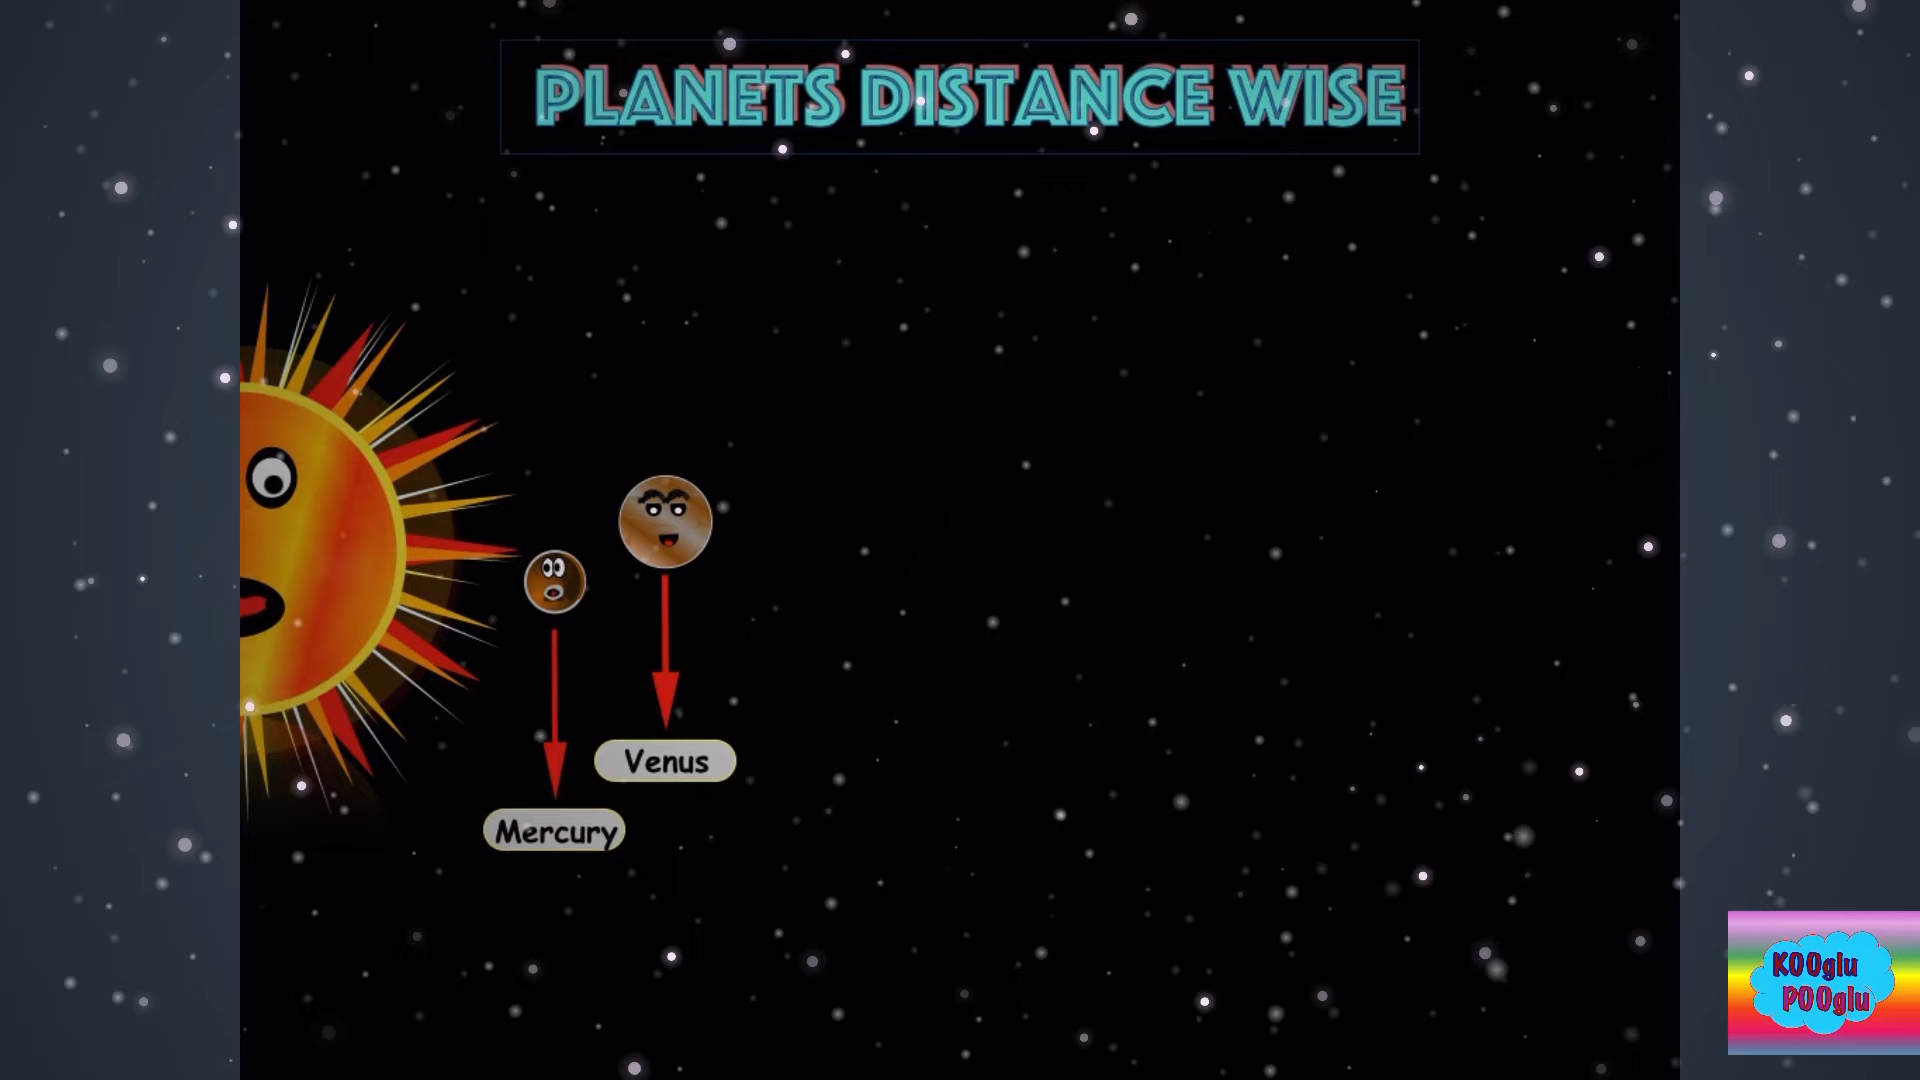 PLANETS DISTANCE WISE
Venus
Mercury
KOOglu
POOglu